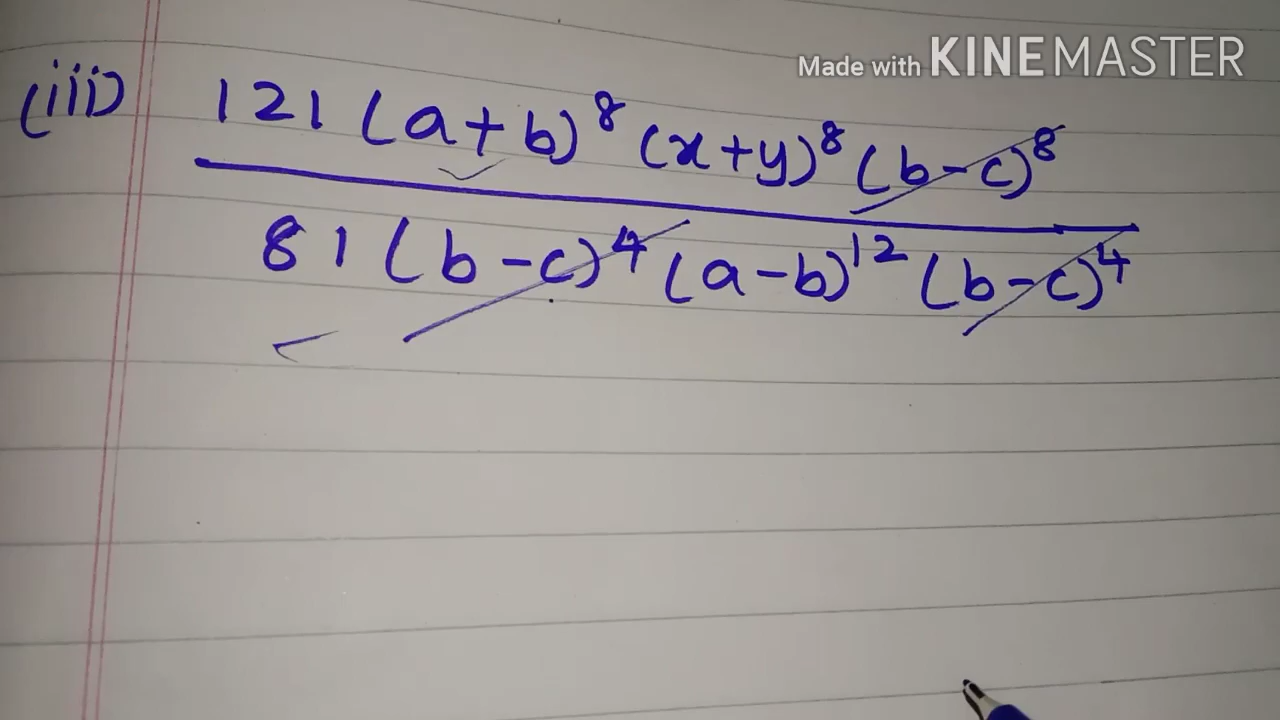 Made with KINEMASTER
(iii) 121 (a+b)⁸ (x+y)⁸ (b-c)⁸
81 (b-c)⁴ (a-b)¹² (b-c)⁴